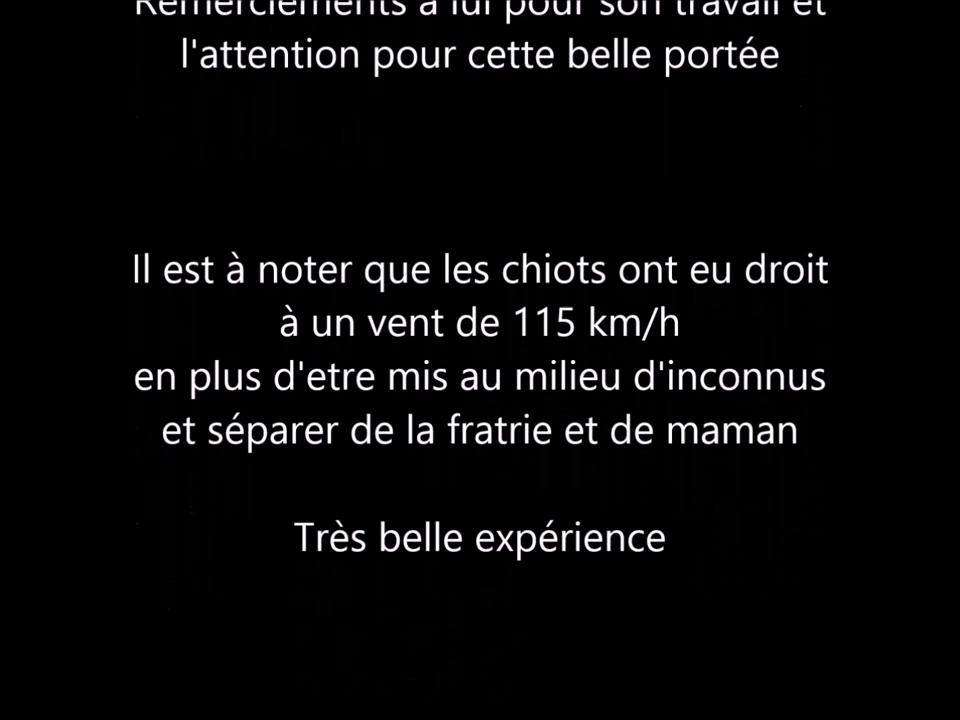 Remerciements à lui pour son travail et
l'attention pour cette belle portée
Il est à noter que les chiots ont eu droit
à un vent de 115 km/h
en plus d'etre mis au milieu d'inconnus
et séparer de la fratrie et de maman
Très belle expérience